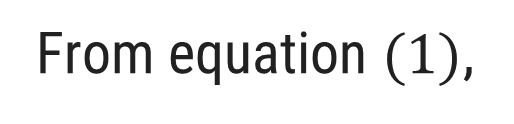 From equation (1),